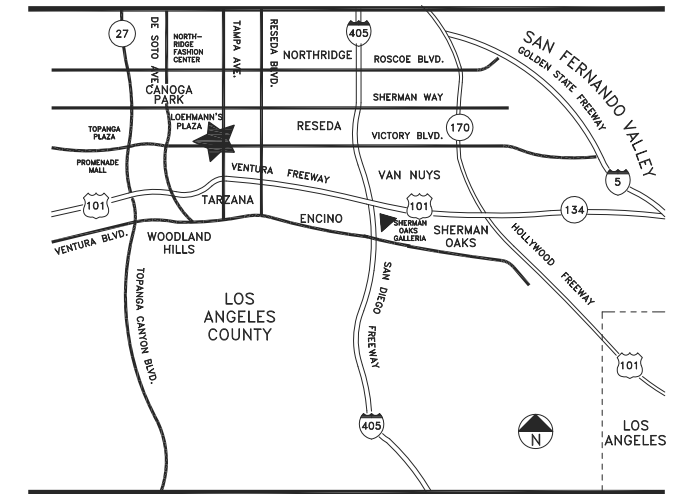 27
DE SOTO AVE.
NORTH-
RIDGE
FASHION
CENTER
TAMPA AVE.
RESEDA BLVD.
405
NORTHRIDGE
ROSCOE BLVD.
SAN FERNANDO VALLEY
GOLDEN STATE FREEWAY
CANOGA
PARK
SHERMAN WAY
LOEHMANN'S
PLAZA
TOPANGA
PLAZA
RESEDA
VICTORY BLVD.
170
PROMENADE
MALL
VENTURA FREEWAY
VAN NUYS
5
101
TARZANA
101
134
ENCINO
SHERMAN
OAKS
GALLERIA
SHERMAN
OAKS
VENTURA BLVD.
WOODLAND
HILLS
HOLLYWOOD FREEWAY
TOPANGA CANYON BLVD.
SAN DIEGO FREEWAY
LOS
ANGELES
COUNTY
101
405
N
LOS
ANGELES